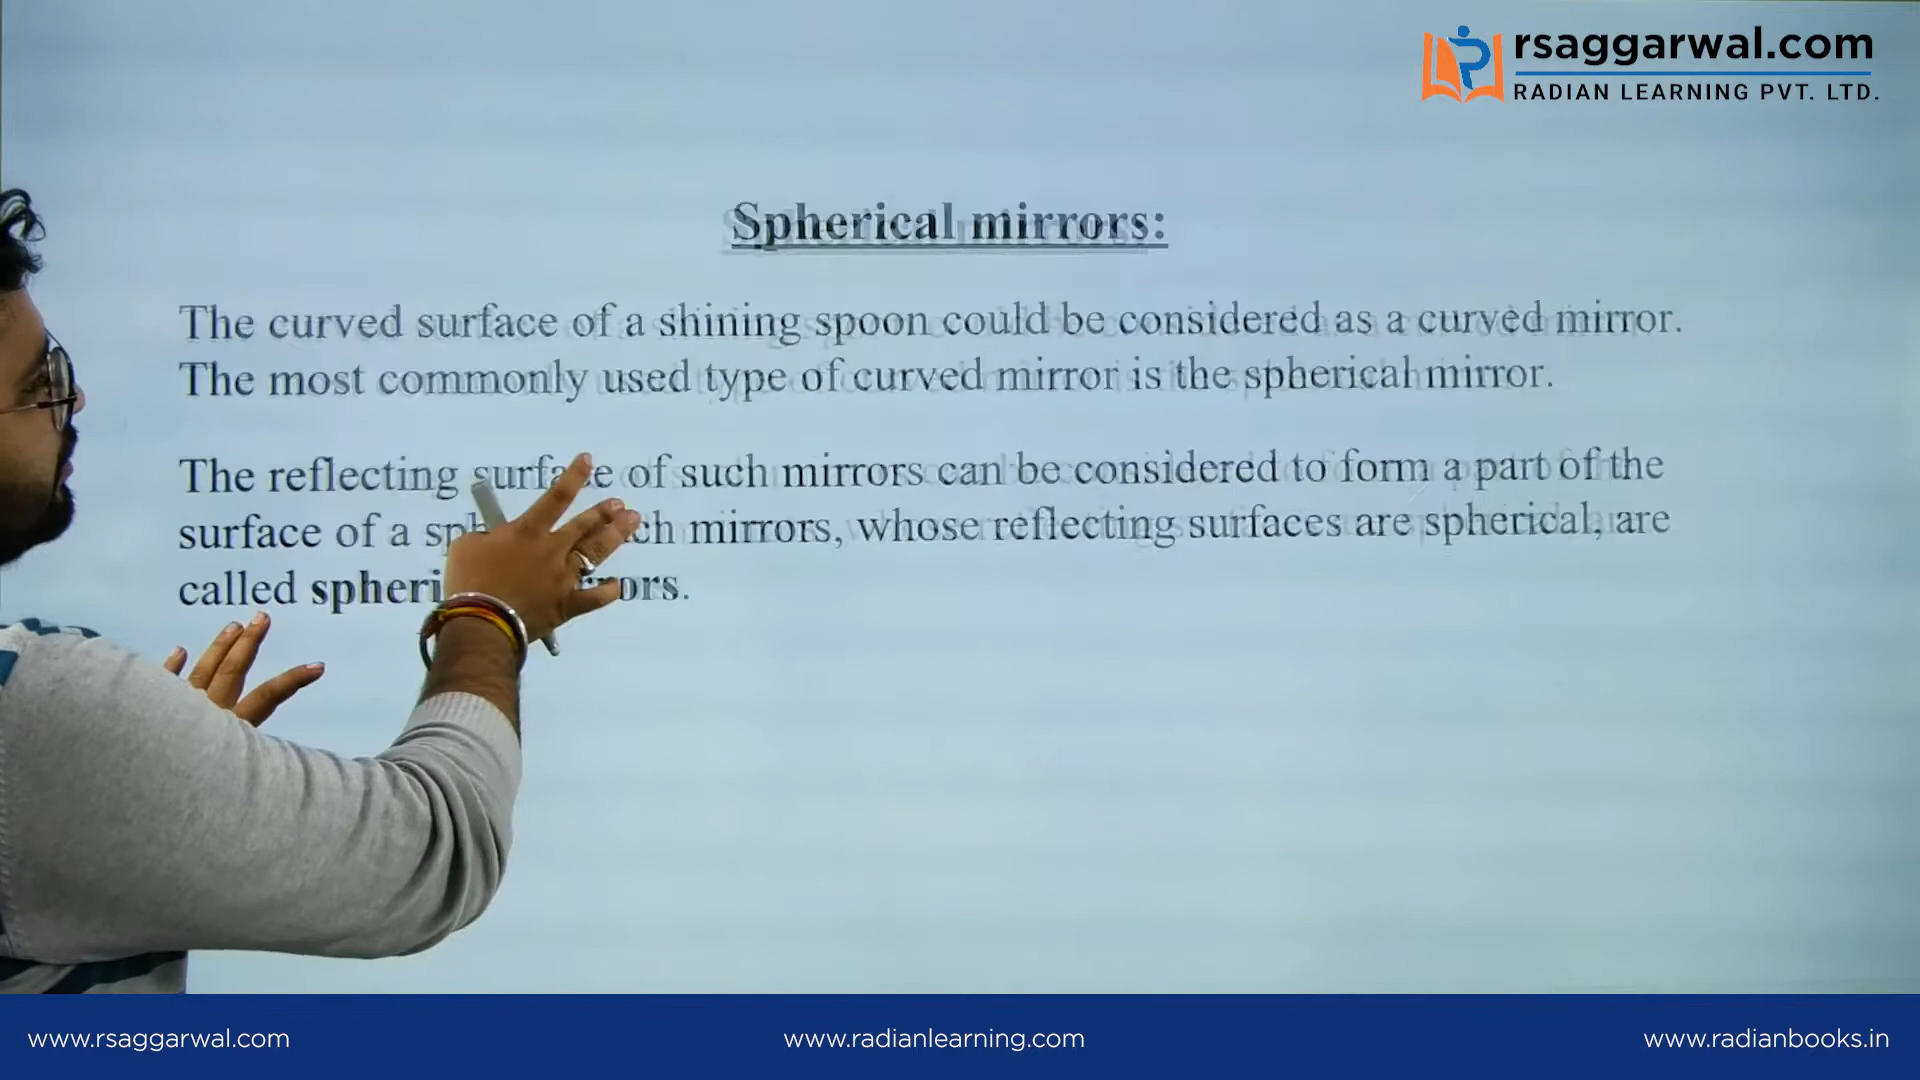 rsaggarwal.com
RADIAN LEARNING PVT. LTD.
Spherical mirrors:
The curved surface of a shining spoon could be considered as a curved mirror.
The most commonly used type of curved mirror is the spherical mirror.
The reflecting surface of such mirrors can be considered to form a part of the
surface of a mirrors, whose reflecting surfaces are spherical, are
called
www.rsaggarwal.com
www.radianlearning.com
www.radianbooks.in